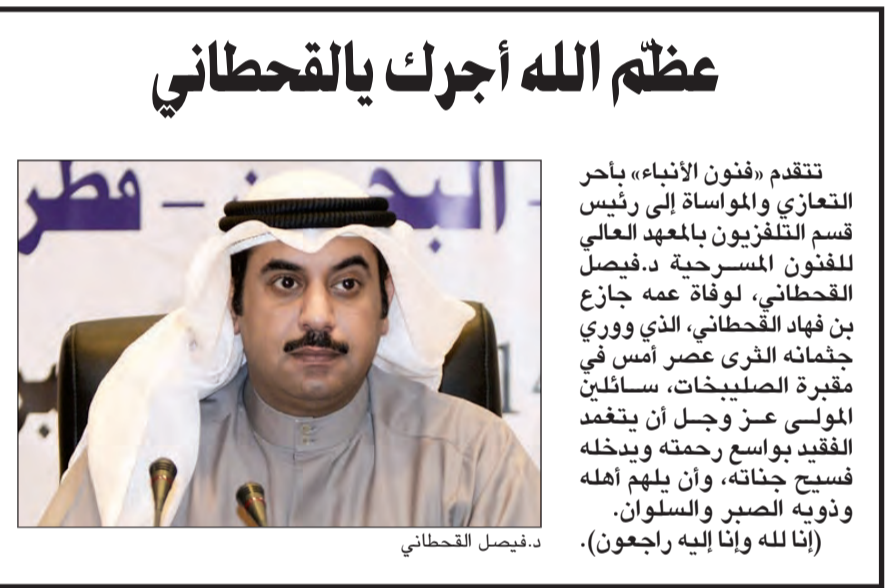 عظّم الله أجرك يالقحطاني
تتقدم «فنون الأنباء» بأحر
التعازي والمواساة إلى رئيس
قسم التلفزيون بالمعهد العالي
للفنون المسرحية د.فيصل
القحطاني، لوفاة عمه جازع
بن فهاد القحطاني، الذي ووري
جثمانه الثرى عصر أمس في
مقبرة الصليبخات، سائلين
المولى عز وجل أن يتغمد
الفقيد بواسع رحمته ويدخله
فسيح جناته، وأن يلهم أهله
وذويه الصبر والسلوان.
(إنا لله وإنا إليه راجعون).
البحرين - قطر
د.فيصل القحطاني